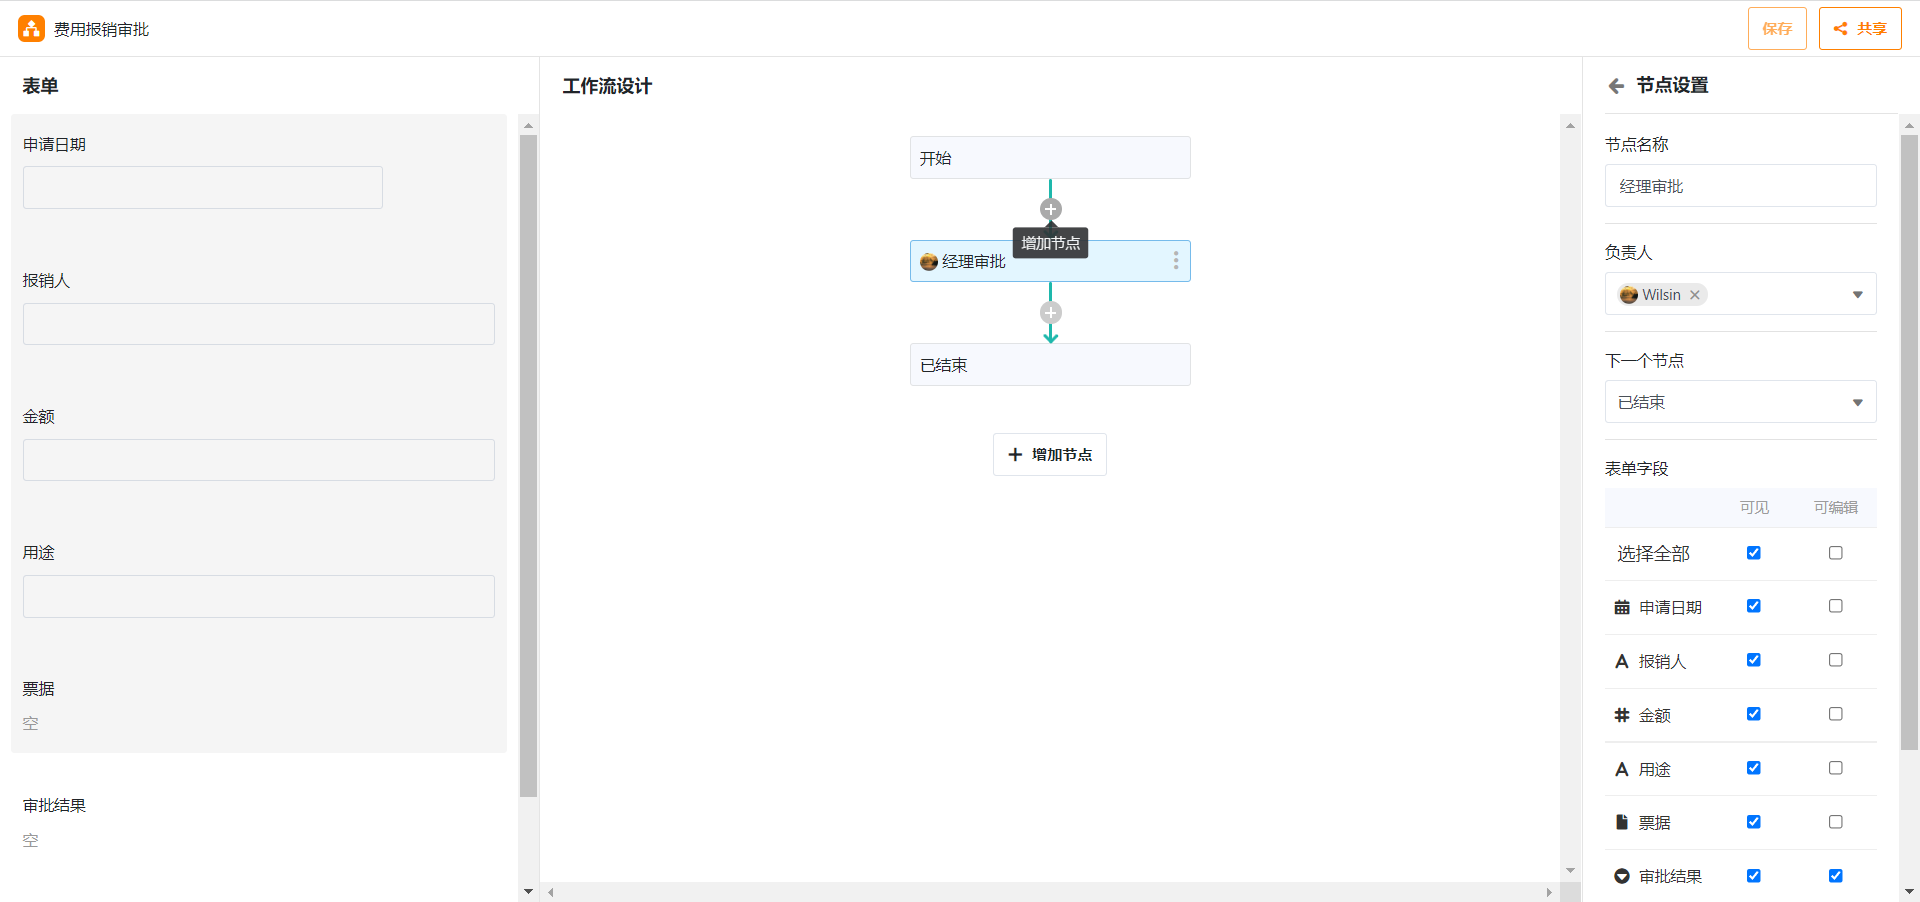 费用报销审批
保存
共享
表单
申请日期
报销人
金额
用途
票据
空
审批结果
空
工作流设计
开始
增加节点
经理审批
已结束
增加节点
节点设置
节点名称
经理审批
负责人
Wilsin
下一个节点
已结束
表单字段
可见 可编辑
选择全部
申请日期
报销人
金额
用途
票据
审批结果